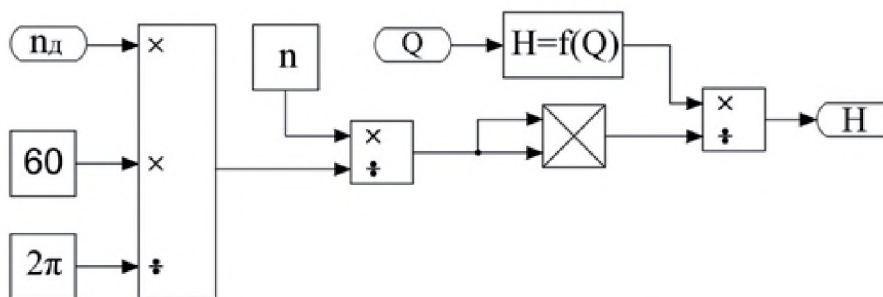 nд
×
n
Q
H=f(Q)
×
÷
H
×
÷
60
×
2π
÷